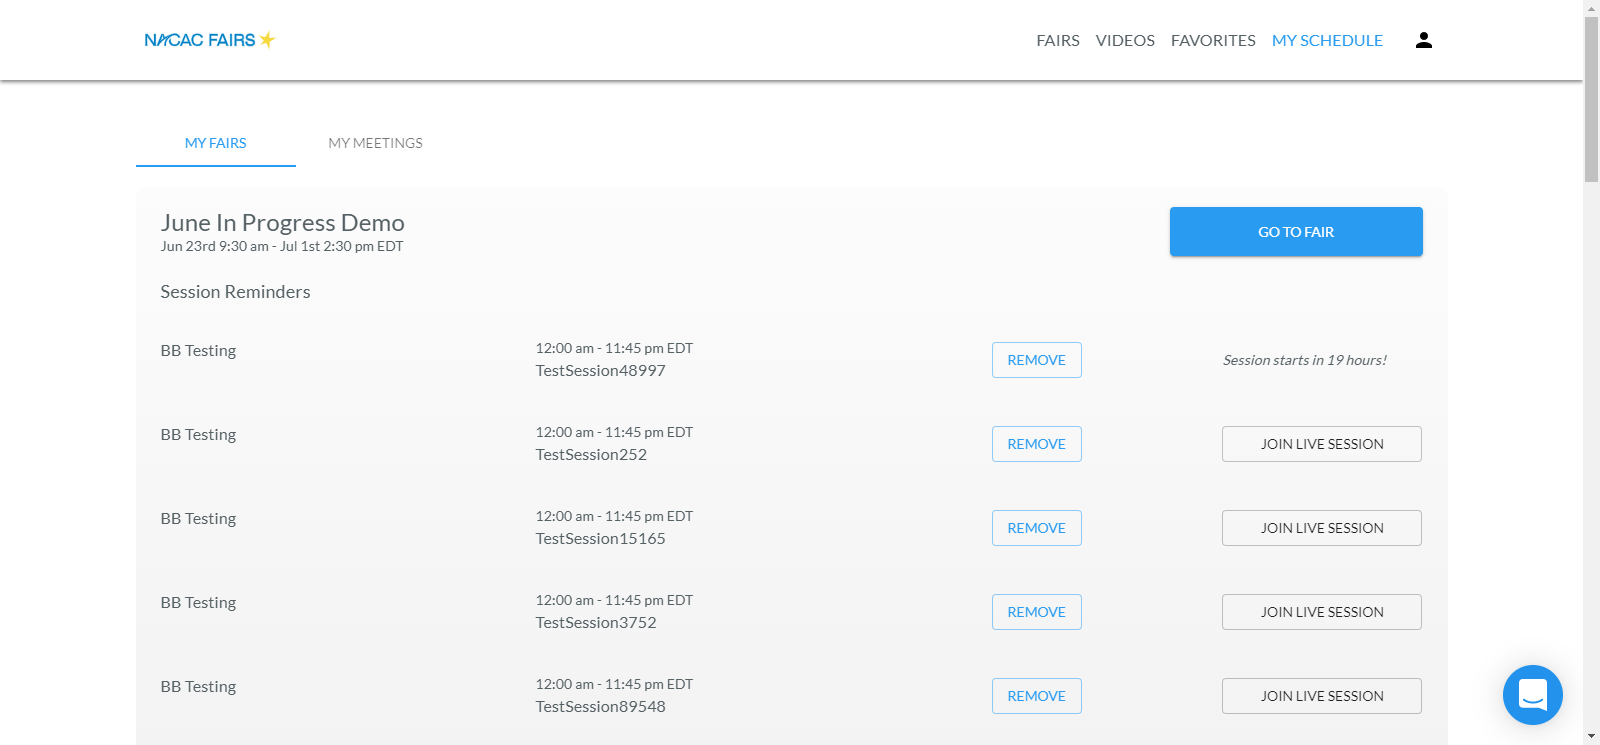 NACAC FAIRS
FAIRS VIDEOS FAVORITES MY SCHEDULE
MY FAIRS MY MEETINGS
June In Progress Demo
Jun 23rd 9:30 am - Jul 1st 2:30 pm EDT
GO TO FAIR
Session Reminders
BB Testing
12:00 am - 11:45 pm EDT
TestSession48997
REMOVE
Session starts in 19 hours!
BB Testing
12:00 am - 11:45 pm EDT
TestSession252
REMOVE
JOIN LIVE SESSION
BB Testing
12:00 am - 11:45 pm EDT
TestSession15165
REMOVE
JOIN LIVE SESSION
BB Testing
12:00 am - 11:45 pm EDT
TestSession3752
REMOVE
JOIN LIVE SESSION
BB Testing
12:00 am - 11:45 pm EDT
TestSession89548
REMOVE
JOIN LIVE SESSION